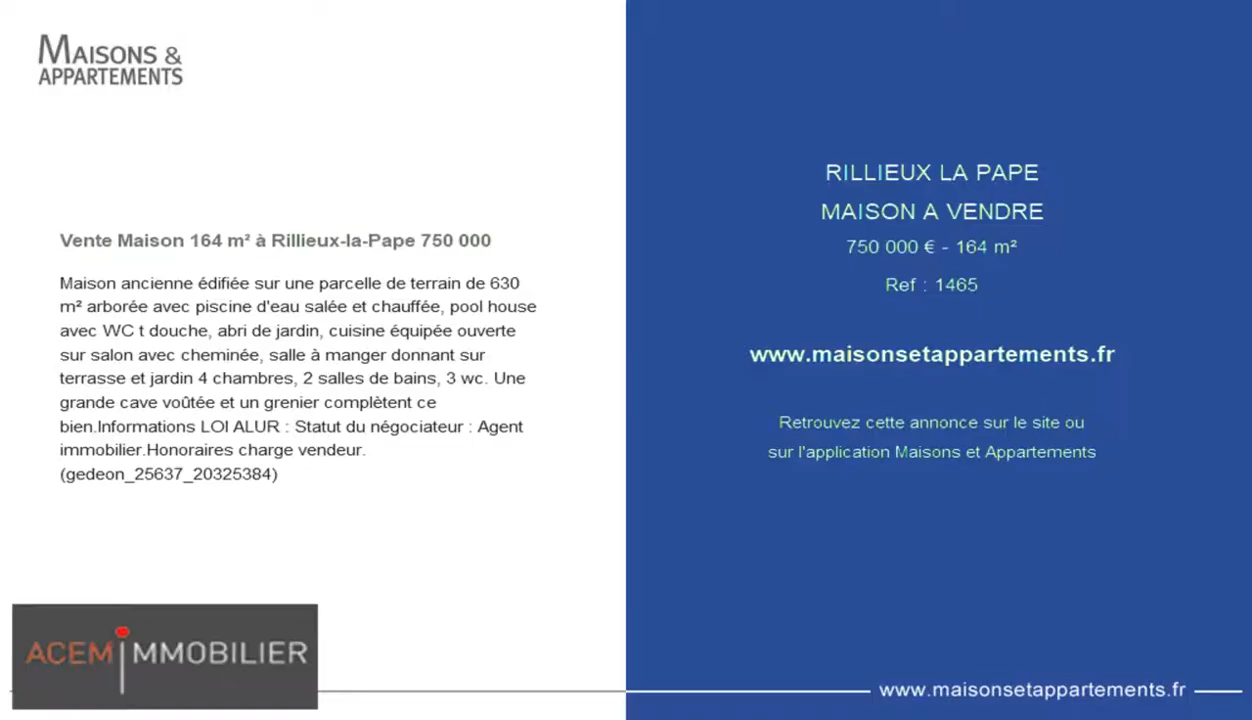 MAISONS &
APPARTEMENTS
Vente Maison 164 m² à Rillieux-la-Pape 750 000
Maison ancienne édifiée sur une parcelle de terrain de 630
m² arborée avec piscine d'eau salée et chauffée, pool house
avec WC t douche, abri de jardin, cuisine équipée ouverte
sur salon avec cheminée, salle à manger donnant sur
terrasse et jardin 4 chambres, 2 salles de bains, 3 wc. Une
grande cave voûtée et un grenier complètent ce
bien.Informations LOI ALUR : Statut du négociateur : Agent
immobilier.Honoraires charge vendeur.
(gedeon_25637_20325384)
ACEM iMMOBILIER
RILLIEUX LA PAPE
MAISON A VENDRE
750 000 € - 164 m²
Ref : 1465
www.maisonsetappartements.fr
Retrouvez cette annonce sur le site ou
sur l'application Maisons et Appartements
www.maisonsetappartements.fr